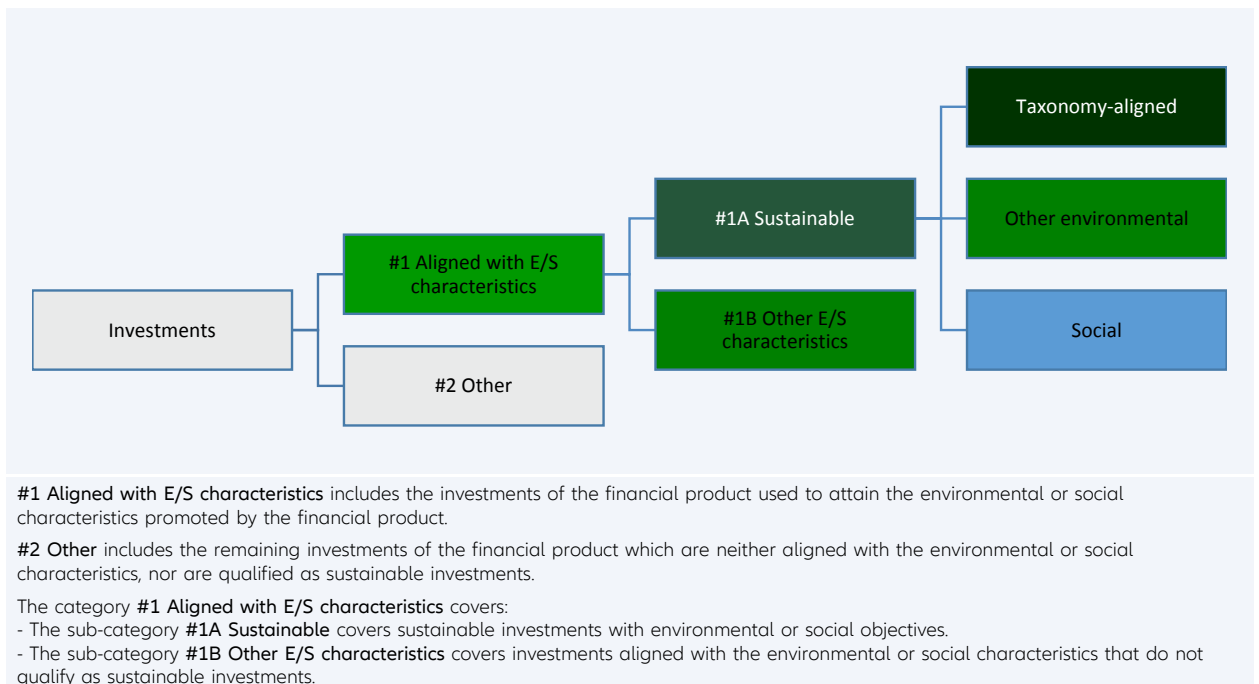 Taxonomy-aligned
#1A Sustainable
Other environmental
#1 Aligned with E/S
characteristics
Investments
#1B Other E/S
characteristics
Social
#2 Other
#1 Aligned with E/S characteristics includes the investments of the financial product used to attain the environmental or social
characteristics promoted by the financial product.
#2 Other includes the remaining investments of the financial product which are neither aligned with the environmental or social
characteristics, nor are qualified as sustainable investments.
The category #1 Aligned with E/S characteristics covers:
- The sub-category #1A Sustainable covers sustainable investments with environmental or social objectives.
- The sub-category #1B Other E/S characteristics covers investments aligned with the environmental or social characteristics that do not
qualify as sustainable investments.